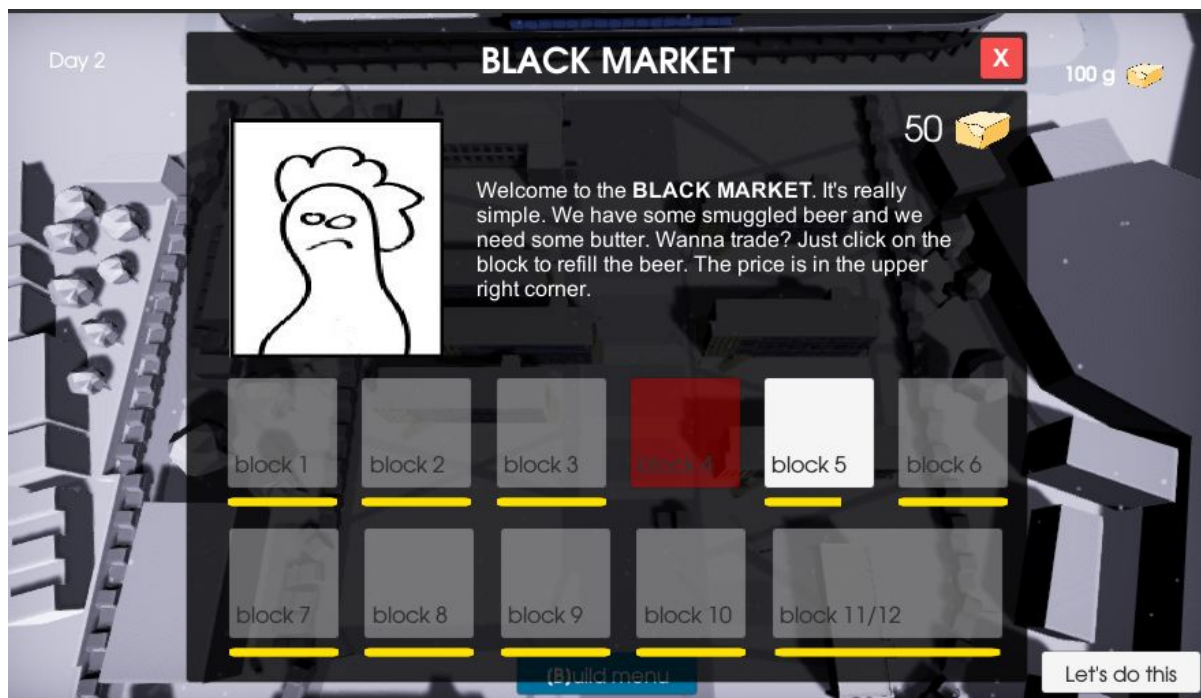 Day 2
BLACK MARKET
X
100 g
50
Welcome to the BLACK MARKET. It's really
simple. We have some smuggled beer and we
need some butter. Wanna trade? Just click on the
block to refill the beer. The price is in the upper
right corner.
block 1 block 2 block 3 block 4 block 5 block 6
block 7 block 8 block 9 block 10 block 11/12
(B)uild menu
Let's do this